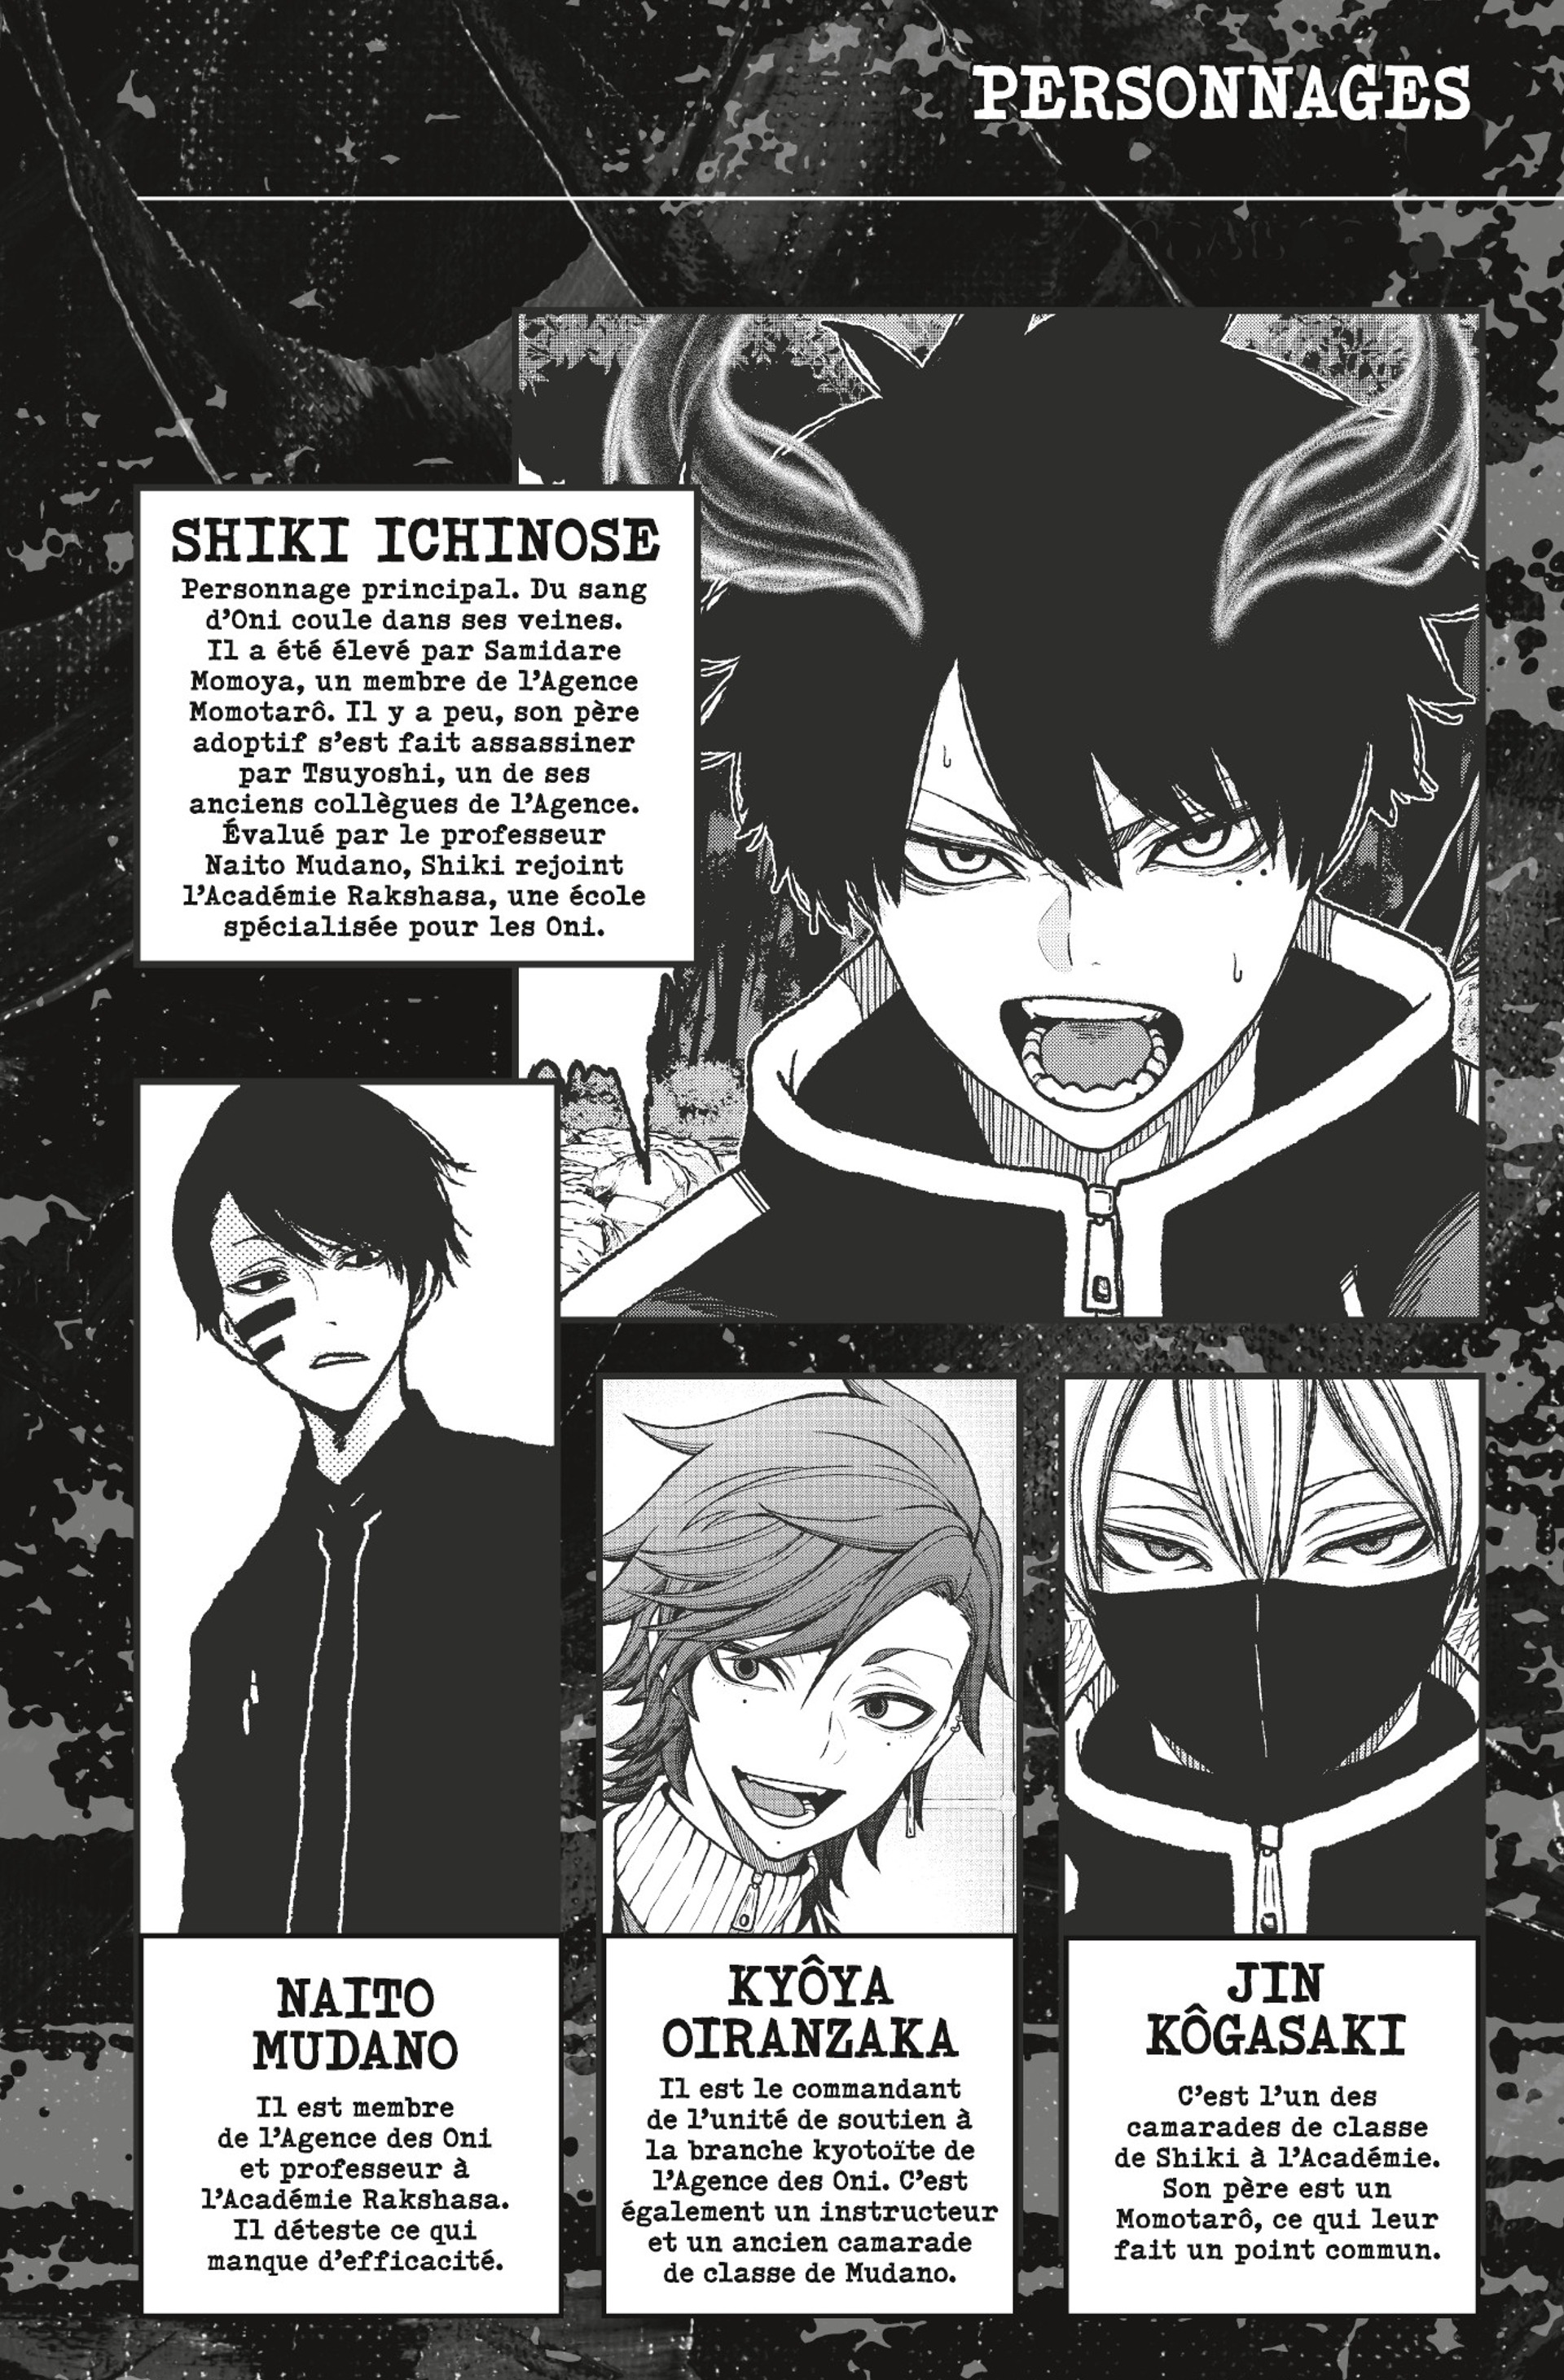 PERSONNAGES
SHIKI ICHINOSE
Personnage principal. Du sang
d'Oni coule dans ses veines.
Il a été élevé par Samidare
Momoya, un membre de l'Agence
Momotarô. Il y a peu, son père
adoptif s'est fait assassiner
par Tsuyoshi, un de ses
anciens collègues de l'Agence.
Évalué par le professeur
Naito Mudano, Shiki rejoint
l'Académie Rakshasa, une école
spécialisée pour les Oni.
NAITO
MUDANO
Il est membre
de l'Agence des Oni
et professeur à
l'Académie Rakshasa.
Il déteste ce qui
manque d'efficacité.
KYÔYA
OIRANZAKA
Il est le commandant
de l'unité de soutien à
la branche kyotoïte de
l'Agence des Oni. C'est
également un instructeur
et un ancien camarade
de classe de Mudano.
JIN
KÔGASAKI
C'est l'un des
camarades de classe
de Shiki à l'Académie.
Son père est un
Momotarô, ce qui leur
fait un point commun.